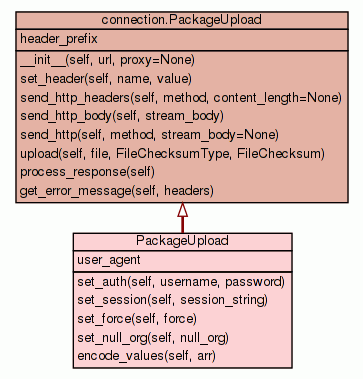 connection.PackageUpload
header_prefix
__init__(self, url, proxy=None)
set_header(self, name, value)
send_http_headers(self, method, content_length=None)
send_http_body(self, stream_body)
send_http(self, method, stream_body=None)
upload(self, file, FileChecksumType, FileChecksum)
process_response(self)
get_error_message(self, headers)
PackageUpload
user_agent
set_auth(self, username, password)
set_session(self, session_string)
set_force(self, force)
set_null_org(self, null_org)
encode_values(self, arr)